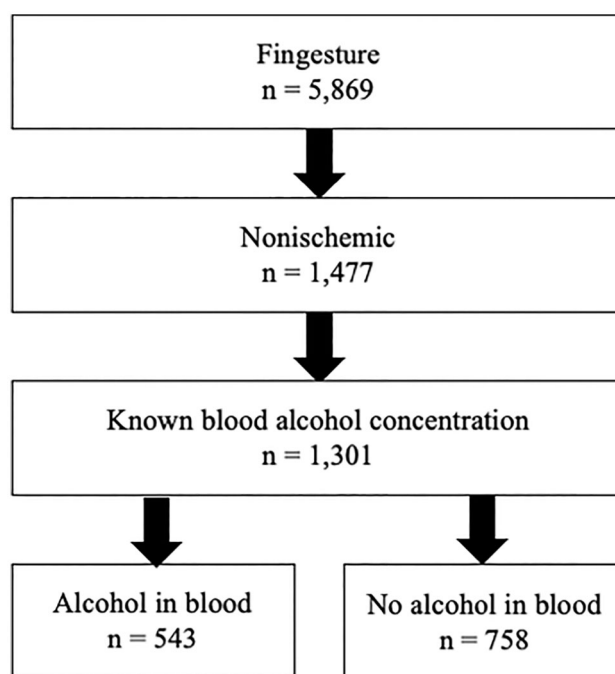 Fingesture
n = 5,869
Nonischemic
n = 1,477
Known blood alcohol concentration
n = 1,301
Alcohol in blood
n = 543
No alcohol in blood
n = 758